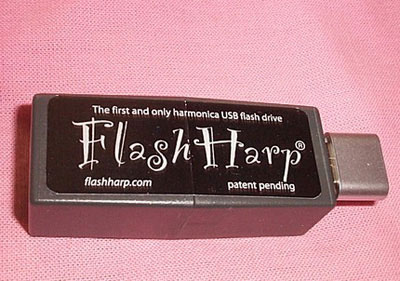 The first and only harmonica USB flash drive
FlashHarp®
flashharp.com patent pending